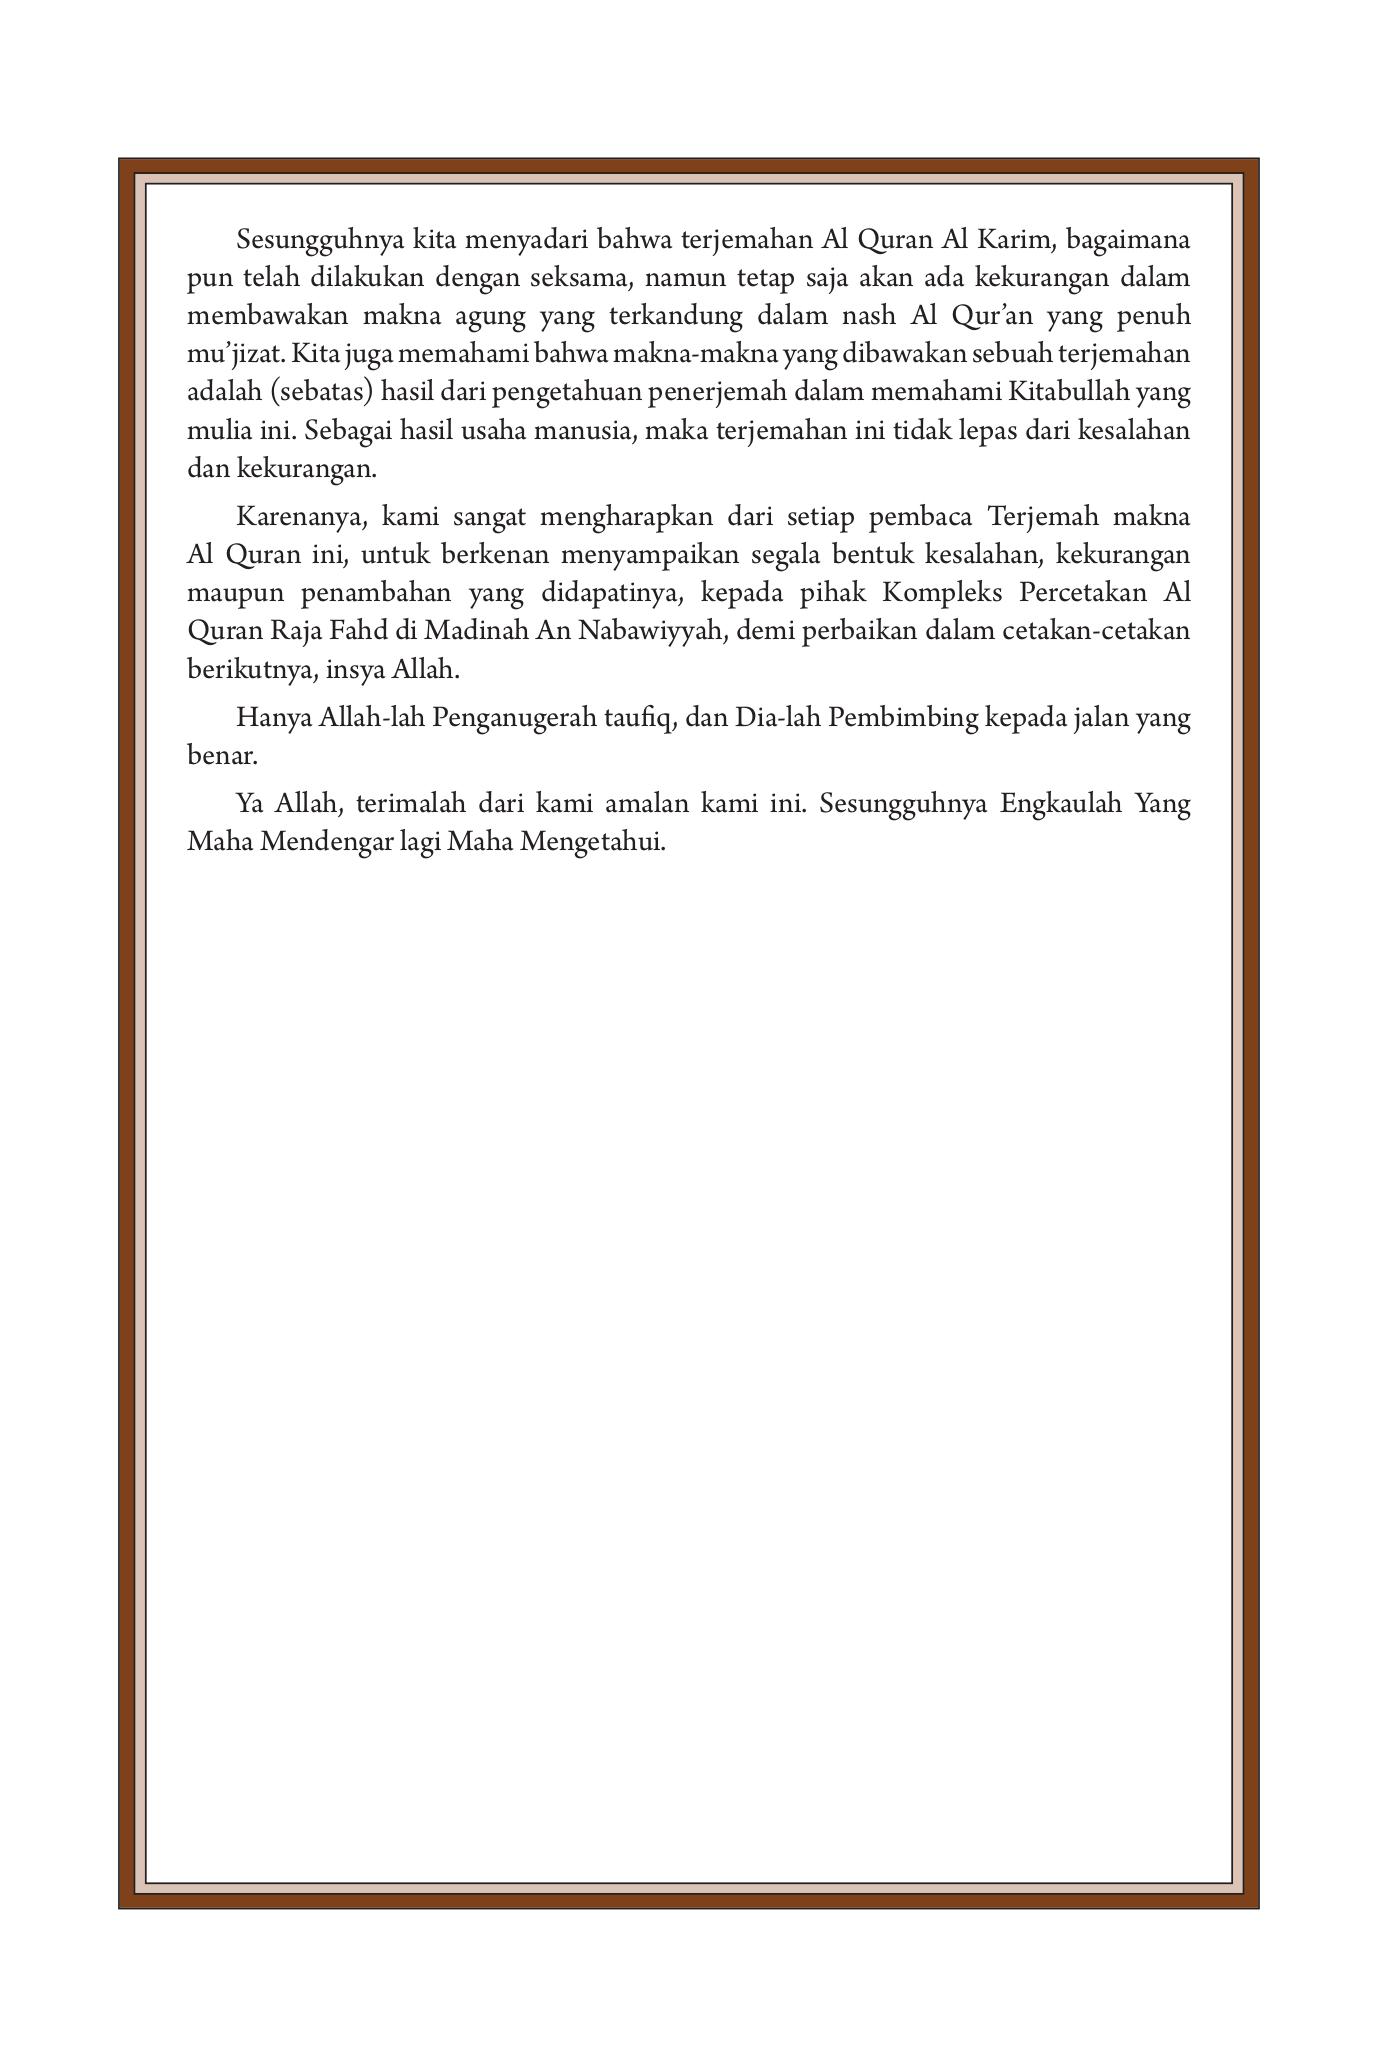 Sesungguhnya kita menyadari bahwa terjemahan Al Quran Al Karim, bagaimana
pun telah dilakukan dengan seksama, namun tetap saja akan ada kekurangan dalam
membawakan makna agung yang terkandung dalam nash Al Qur’an yang penuh
mu’jizat. Kita juga memahami bahwa makna-makna yang dibawakan sebuah terjemahan
adalah (sebatas) hasil dari pengetahuan penerjemah dalam memahami Kitabullah yang
mulia ini. Sebagai hasil usaha manusia, maka terjemahan ini tidak lepas dari kesalahan
dan kekurangan.
Karenanya, kami sangat mengharapkan dari setiap pembaca Terjemah makna
Al Quran ini, untuk berkenan menyampaikan segala bentuk kesalahan, kekurangan
maupun penambahan yang didapatinya, kepada pihak Kompleks Percetakan Al
Quran Raja Fahd di Madinah An Nabawiyyah, demi perbaikan dalam cetakan-cetakan
berikutnya, insya Allah.
Hanya Allah-lah Penganugerah taufiq, dan Dia-lah Pembimbing kepada jalan yang
benar.
Ya Allah, terimalah dari kami amalan kami ini. Sesungguhnya Engkaulah Yang
Maha Mendengar lagi Maha Mengetahui.